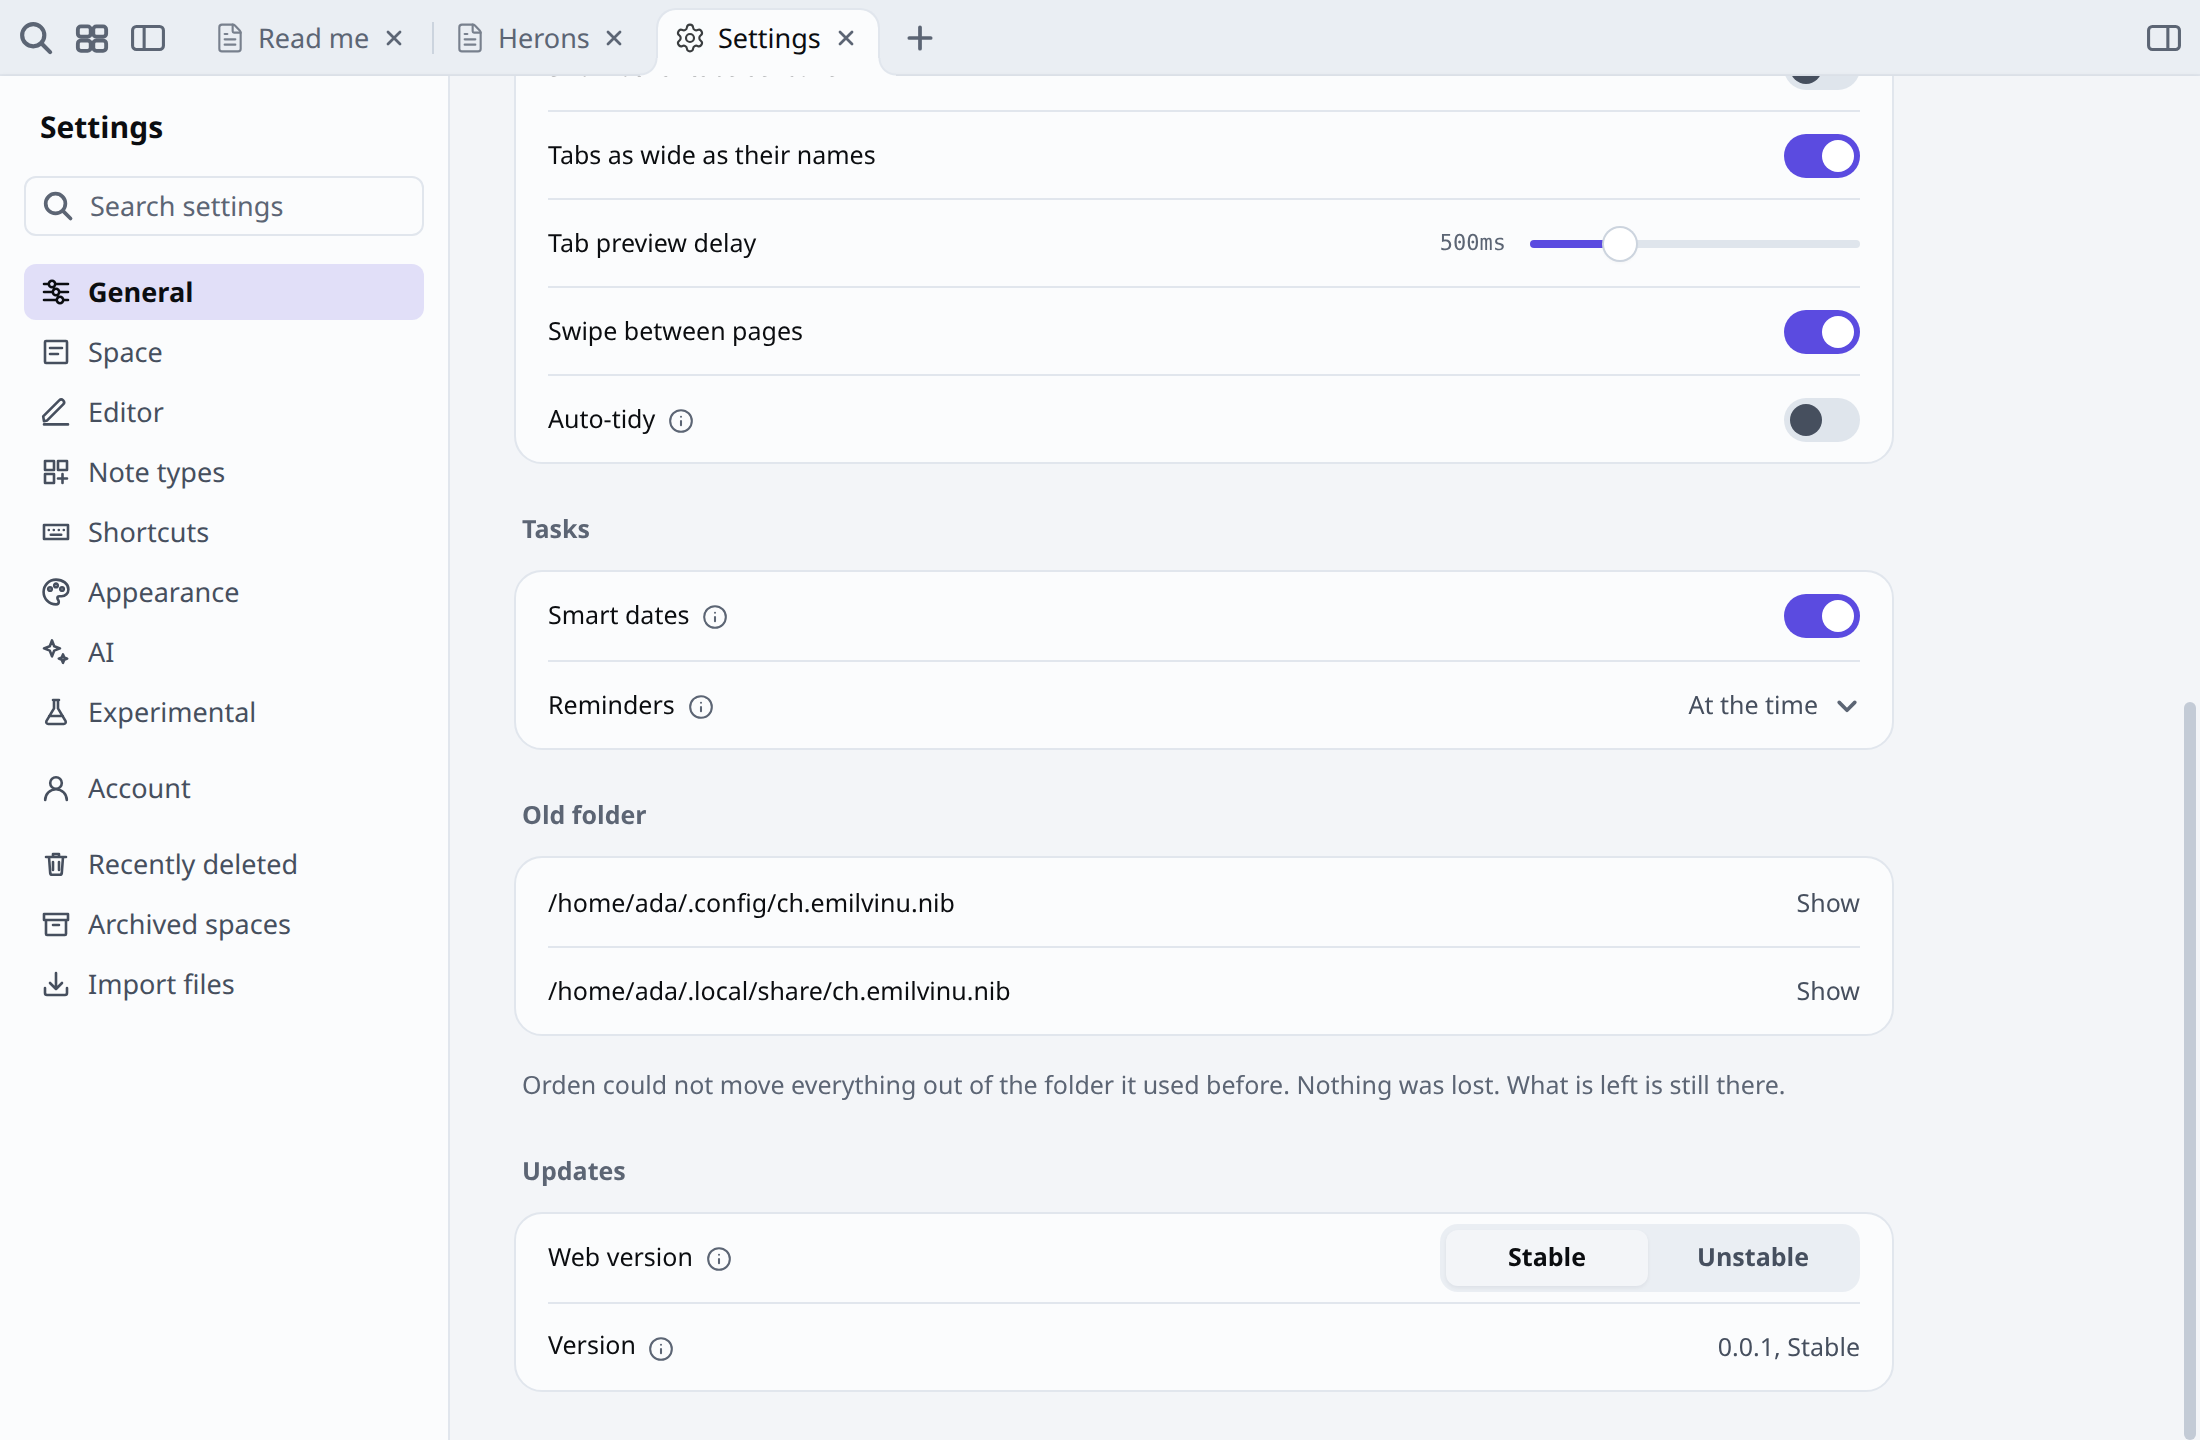 Read me
Herons
Settings
Settings
Search settings
General
Space
Editor
Note types
Shortcuts
Appearance
AI
Experimental
Account
Recently deleted
Archived spaces
Import files
Tabs as wide as their names
Tab preview delay
500ms
Swipe between pages
Auto-tidy
Tasks
Smart dates
Reminders
At the time
Old folder
/home/ada/.config/ch.emilvinu.nib
Show
/home/ada/.local/share/ch.emilvinu.nib
Show
Orden could not move everything out of the folder it used before. Nothing was lost. What is left is still there.
Updates
Web version
Stable
Unstable
Version
0.0.1, Stable